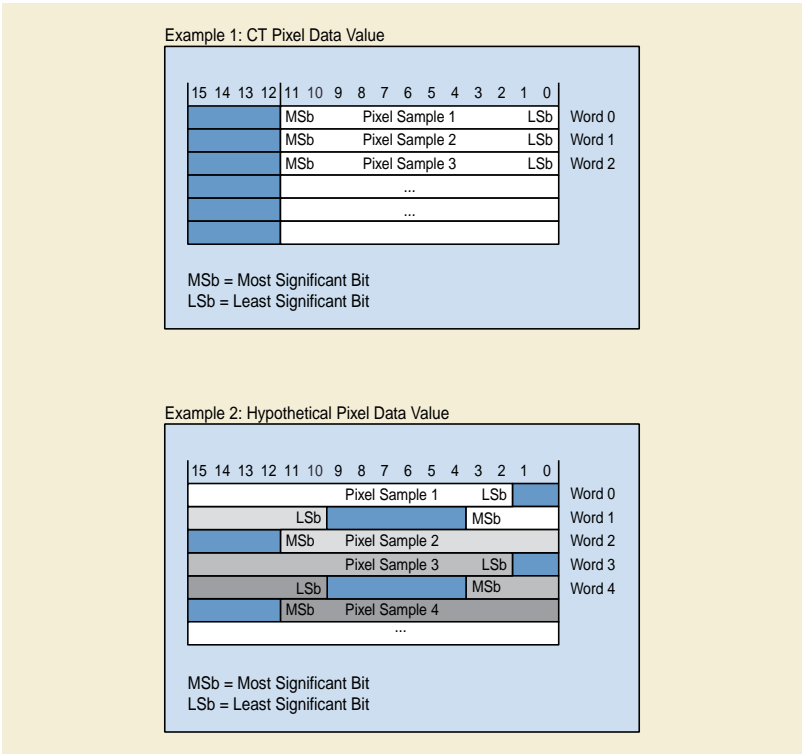 Example 1: CT Pixel Data Value
15 14 13 12 11 10 9 8 7 6 5 4 3 2 1 0
MSb Pixel Sample 1 LSb Word 0
MSb Pixel Sample 2 LSb Word 1
MSb Pixel Sample 3 LSb Word 2
...
...
MSb = Most Significant Bit
LSb = Least Significant Bit
Example 2: Hypothetical Pixel Data Value
15 14 13 12 11 10 9 8 7 6 5 4 3 2 1 0
Pixel Sample 1 LSb Word 0
LSb MSb Word 1
MSb Pixel Sample 2 Word 2
Pixel Sample 3 LSb Word 3
LSb MSb Word 4
MSb Pixel Sample 4
...
MSb = Most Significant Bit
LSb = Least Significant Bit